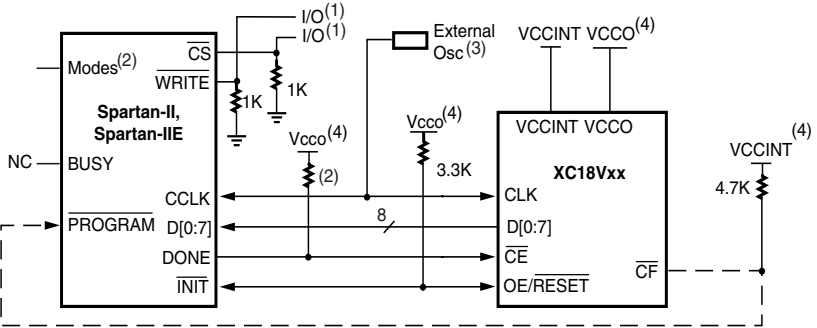 I/O(1)
I/O(1)
External
Osc(3)
VCCINT VCCO(4)
CS
Modes(2)
WRITE
1K
1K
Spartan-II,
Spartan-IIE
Vcco(4)
Vcco(4)
VCCINT VCCO
(4)
VCCINT
NC
BUSY
(2)
3.3K
XC18Vxx
4.7K
CCLK
CLK
PROGRAM
D[0:7]
8
D[0:7]
DONE
CE
CF
INIT
OE/RESET